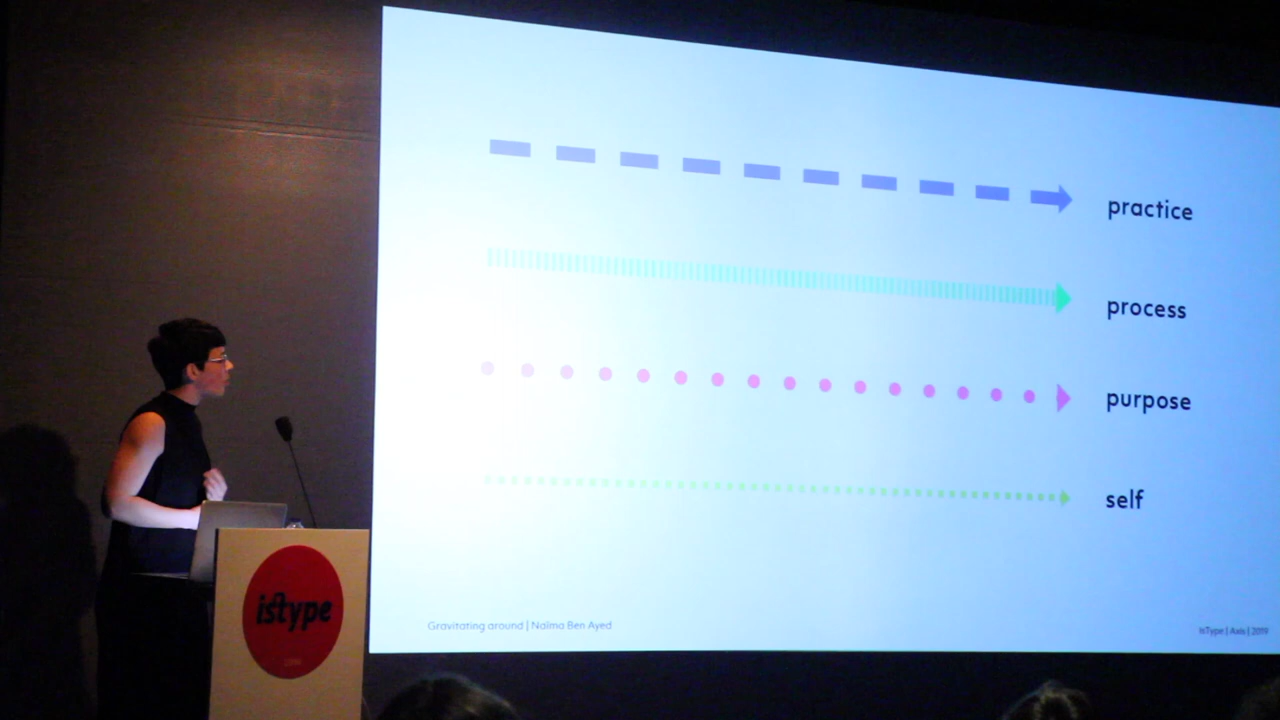 practice
process
purpose
self
Gravitating around | Naïma Ben Ayed
IsType | Axis | 2019
istype